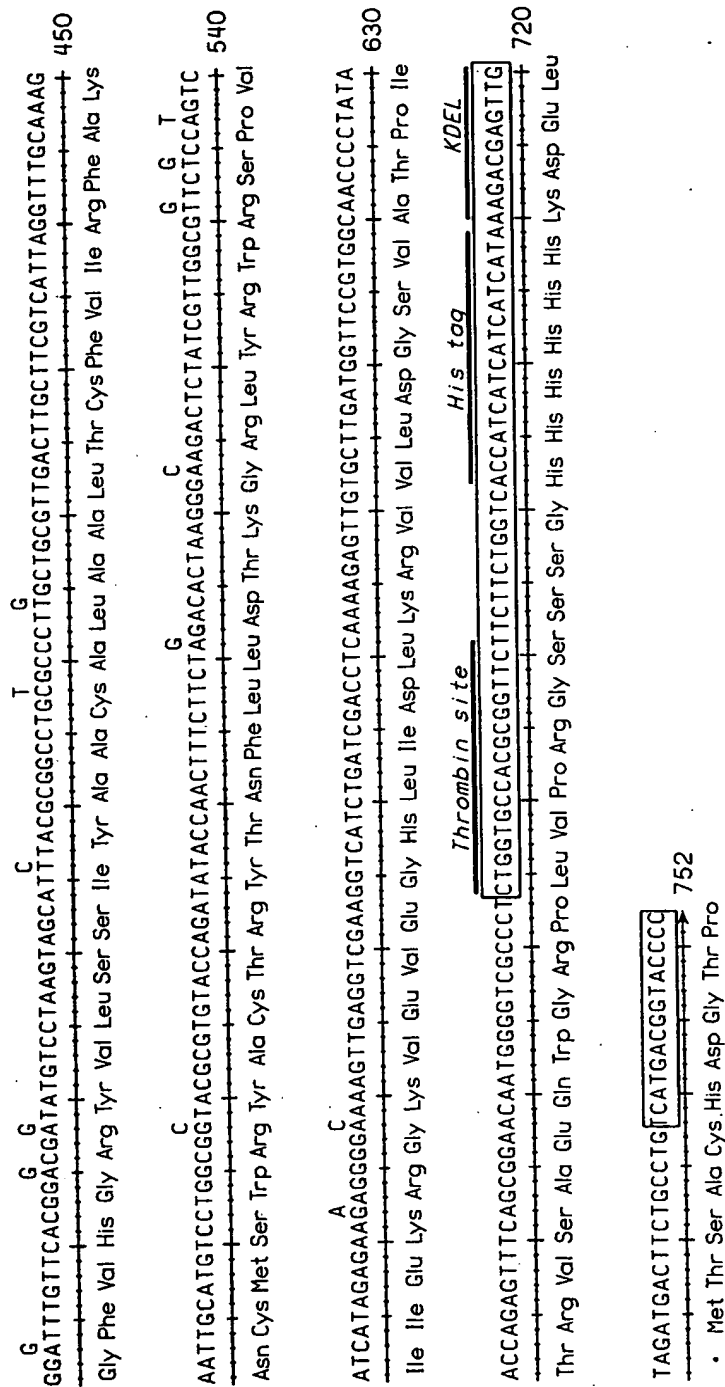 G G G C T G
GGATTTGTTCACGGACGATATGTCCTAAGTAGCATTTACGCGGCCTGCGCCCTTGCTGCGTTGACTTGCTTCGTCATTAGGTTTGCAAAG
450
Gly Phe Val His Gly Arg Tyr Val Leu Ser Ser Ile Tyr Ala Ala Cys Ala Leu Ala Ala Leu Thr Cys Phe Val Ile Arg Phe Ala Lys
C G C G G T
AATTGCATGTCCTGGCGGTACGCGTGTACCAGATATACCAACTTTCTTCTAGACACTAAGGGAAGACTCTATCGTTGGCGTTCTCCAGTC
540
Asn Cys Met Ser Trp Arg Tyr Ala Cys Thr Arg Tyr Thr Asn Phe Leu Leu Asp Thr Lys Gly Arg Leu Tyr Arg Trp Arg Ser Pro Val
A C
ATCATAGAGAAGAGGGGAAAAGTTGAGGTCGAAGGTCATCTGATCGACCTCAAAAGAGTTGTGCTTGATGGTTCCGTGGCAACCCCTATA
630
Ile Ile Glu Lys Arg Gly Lys Val Glu Val Glu Gly His Leu Ile Asp Leu Lys Arg Val Val Leu Asp Gly Ser Val Ala Thr Pro Ile
Thrombin site His tag KDEL
ACCAGAGTTTCAGCGGAACAATGGGGTCGCCCTCTGGTGCCACGCGGTTCTTCTTCTGGTCACCATCATCATCATCATAAAGACGAGTTG
720
Thr Arg Val Ser Ala Glu Gln Trp Gly Arg Pro Leu Val Pro Arg Gly Ser Ser Ser Gly His His His His His His Lys Asp Glu Leu
TAGATGACTTCTGCCTGTCATGACGGTACCCC
752
• Met Thr Ser Ala Cys His Asp Gly Thr Pro